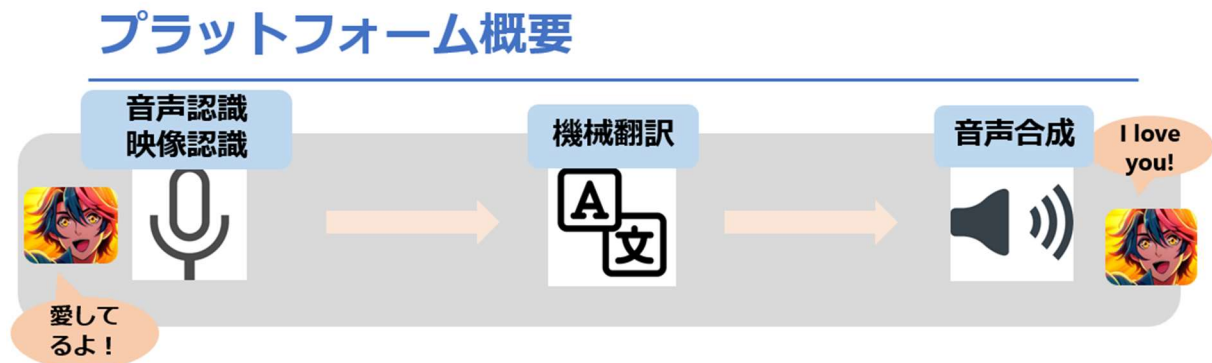 プラットフォーム概要
音声認識
映像認識
機械翻訳
音声合成
I love
you!
A
文
愛して
るよ！